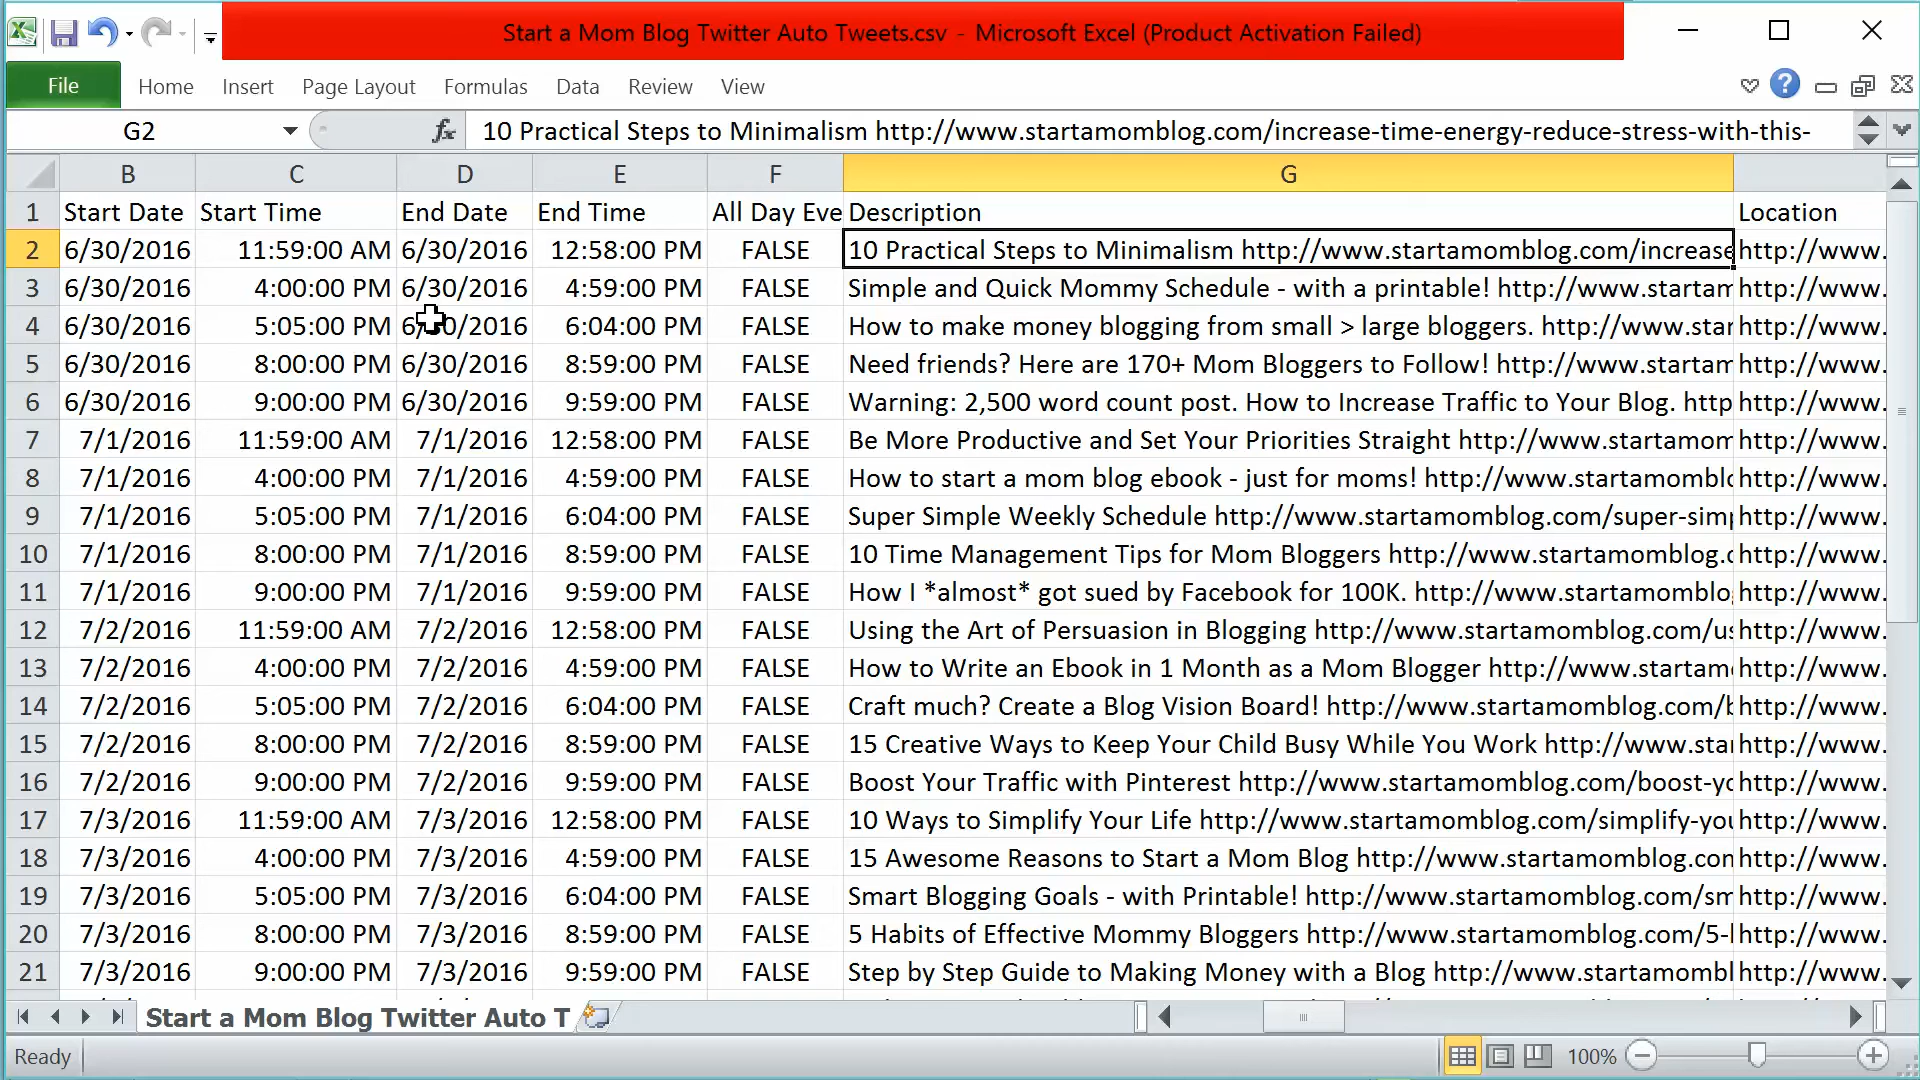 Start a Mom Blog Twitter Auto Tweets.csv - Microsoft Excel (Product Activation Failed)
File Home Insert Page Layout Formulas Data Review View
G2 fx 10 Practical Steps to Minimalism http://www.startamomblog.com/increase-time-energy-reduce-stress-with-this-
B C D E F G
1 Start Date Start Time End Date End Time All Day Eve Description Location
2 6/30/2016 11:59:00 AM 6/30/2016 12:58:00 PM FALSE 10 Practical Steps to Minimalism http://www.startamomblog.com/increase http://www.
3 6/30/2016 4:00:00 PM 6/30/2016 4:59:00 PM FALSE Simple and Quick Mommy Schedule - with a printable! http://www.startam http://www.
4 6/30/2016 5:05:00 PM 6:04:00 PM FALSE How to make money blogging from small > large bloggers. http://www.star http://www.
5 6/30/2016 8:00:00 PM 6/30/2016 8:59:00 PM FALSE Need friends? Here are 170+ Mom Bloggers to Follow! http://www.startam http://www.
6 6/30/2016 9:00:00 PM 6/30/2016 9:59:00 PM FALSE Warning: 2,500 word count post. How to Increase Traffic to Your Blog. http http://www.
7 7/1/2016 11:59:00 AM 7/1/2016 12:58:00 PM FALSE Be More Productive and Set Your Priorities Straight http://www.startamom http://www.
8 7/1/2016 4:00:00 PM 7/1/2016 4:59:00 PM FALSE How to start a mom blog ebook - just for moms! http://www.startamomblo http://www.
9 7/1/2016 5:05:00 PM 7/1/2016 6:04:00 PM FALSE Super Simple Weekly Schedule http://www.startamomblog.com/super-sim http://www.
10 7/1/2016 8:00:00 PM 7/1/2016 8:59:00 PM FALSE 10 Time Management Tips for Mom Bloggers http://www.startamomblog.c http://www.
11 7/1/2016 9:00:00 PM 7/1/2016 9:59:00 PM FALSE How I *almost* got sued by Facebook for 100K. http://www.startamomblo http://www.
12 7/2/2016 11:59:00 AM 7/2/2016 12:58:00 PM FALSE Using the Art of Persuasion in Blogging http://www.startamomblog.com/us http://www.
13 7/2/2016 4:00:00 PM 7/2/2016 4:59:00 PM FALSE How to Write an Ebook in 1 Month as a Mom Blogger http://www.startam http://www.
14 7/2/2016 5:05:00 PM 7/2/2016 6:04:00 PM FALSE Craft much? Create a Blog Vision Board! http://www.startamomblog.com/b http://www.
15 7/2/2016 8:00:00 PM 7/2/2016 8:59:00 PM FALSE 15 Creative Ways to Keep Your Child Busy While You Work http://www.star http://www.
16 7/2/2016 9:00:00 PM 7/2/2016 9:59:00 PM FALSE Boost Your Traffic with Pinterest http://www.startamomblog.com/boost-yo http://www.
17 7/3/2016 11:59:00 AM 7/3/2016 12:58:00 PM FALSE 10 Ways to Simplify Your Life http://www.startamomblog.com/simplify-you http://www.
18 7/3/2016 4:00:00 PM 7/3/2016 4:59:00 PM FALSE 15 Awesome Reasons to Start a Mom Blog http://www.startamomblog.com http://www.
19 7/3/2016 5:05:00 PM 7/3/2016 6:04:00 PM FALSE Smart Blogging Goals - with Printable! http://www.startamomblog.com/sm http://www.
20 7/3/2016 8:00:00 PM 7/3/2016 8:59:00 PM FALSE 5 Habits of Effective Mommy Bloggers http://www.startamomblog.com/5- http://www.
21 7/3/2016 9:00:00 PM 7/3/2016 9:59:00 PM FALSE Step by Step Guide to Making Money with a Blog http://www.startamombl http://www.
Start a Mom Blog Twitter Auto T
Ready 100%